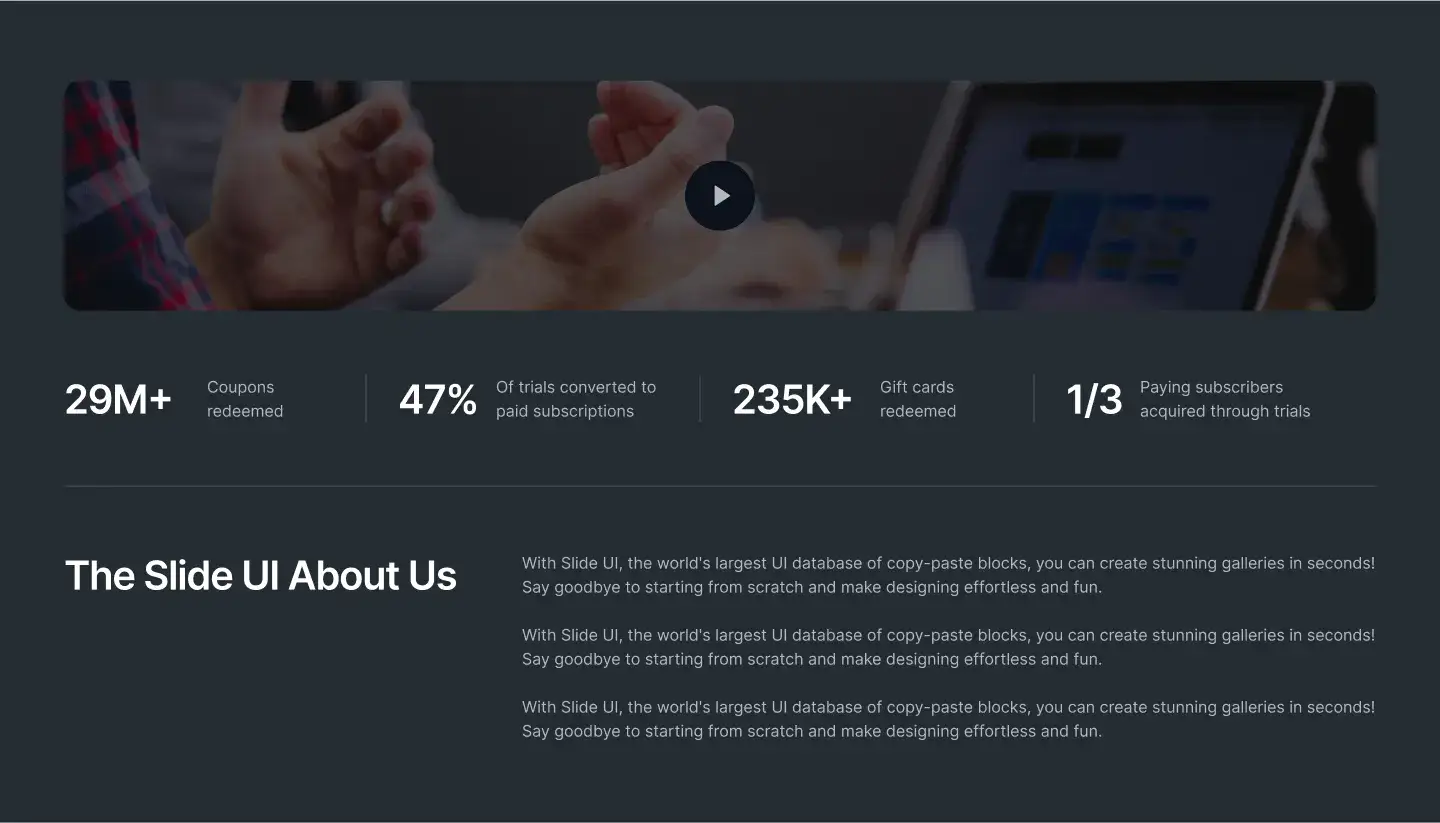 29M+
Coupons
redeemed
47%
Of trials converted to
paid subscriptions
235K+
Gift cards
redeemed
1/3
Paying subscribers
acquired through trials
The Slide UI About Us
With Slide UI, the world's largest UI database of copy-paste blocks, you can create stunning galleries in seconds!
Say goodbye to starting from scratch and make designing effortless and fun.
With Slide UI, the world's largest UI database of copy-paste blocks, you can create stunning galleries in seconds!
Say goodbye to starting from scratch and make designing effortless and fun.
With Slide UI, the world's largest UI database of copy-paste blocks, you can create stunning galleries in seconds!
Say goodbye to starting from scratch and make designing effortless and fun.